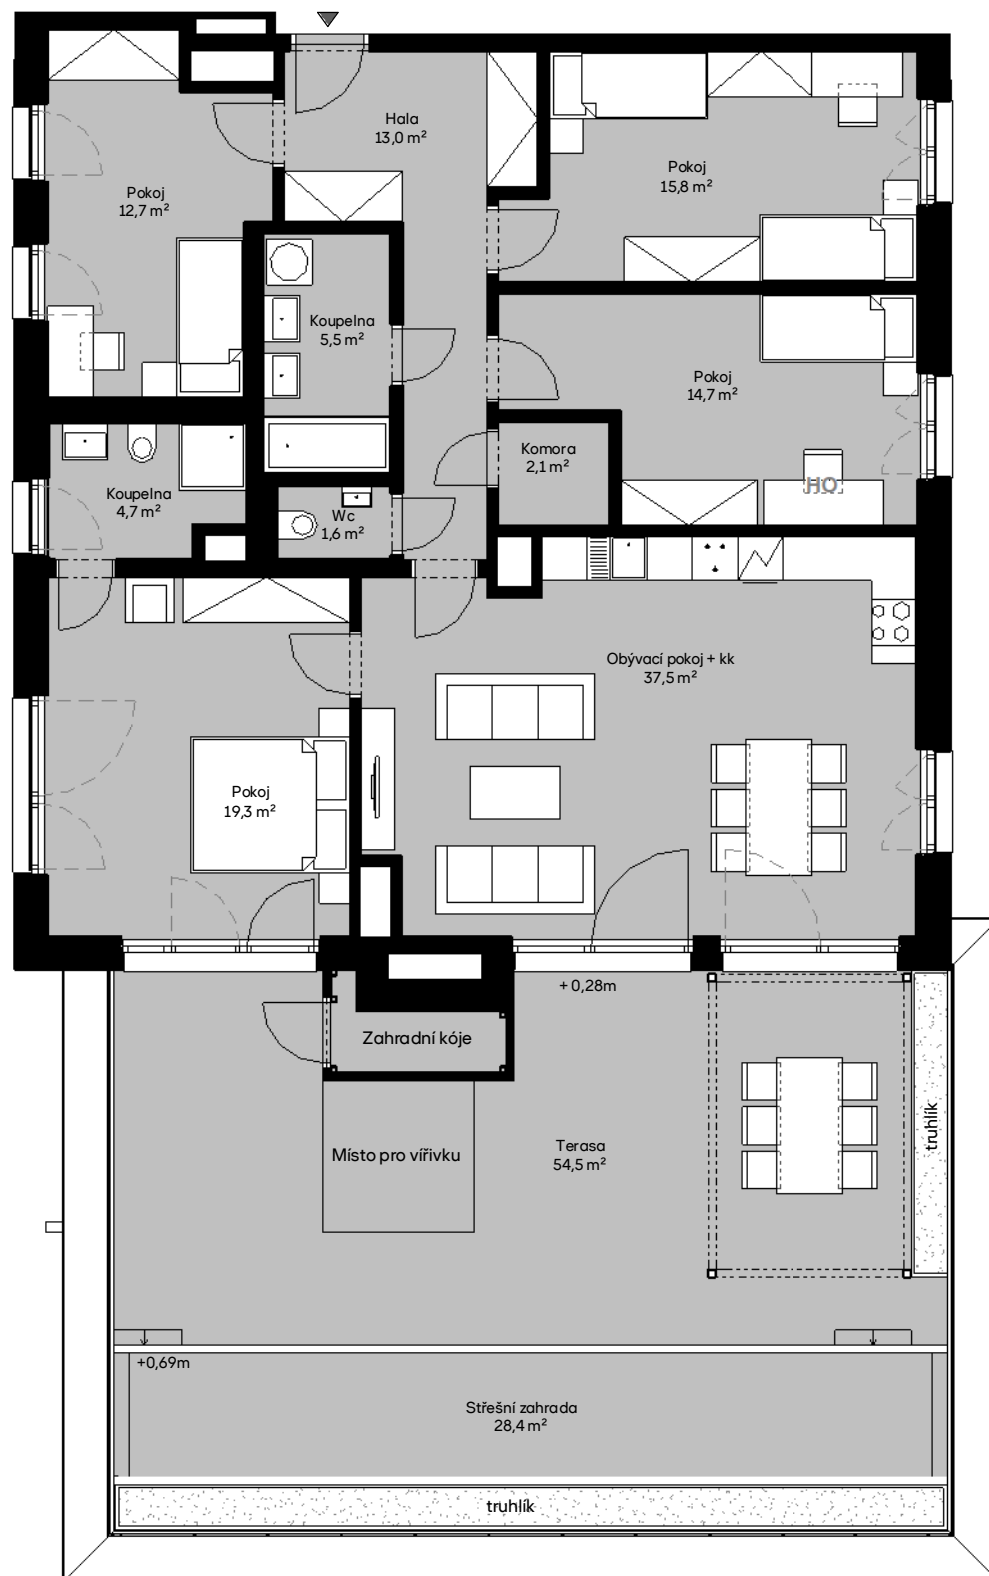 Hala
13,0 m²
Pokoj
15,8 m²
Pokoj
12,7 m²
Koupelna
5,5 m²
Pokoj
14,7 m²
Komora
2,1 m²
HO
Koupelna
4,7 m²
Wc
1,6 m²
Obývací pokoj + kk
37,5 m²
Pokoj
19,3 m²
+ 0,28m
Zahradní kóje
truhlík
Místo pro vířivku
Terasa
54,5 m²
+0,69m
Střešní zahrada
28,4 m²
truhlík